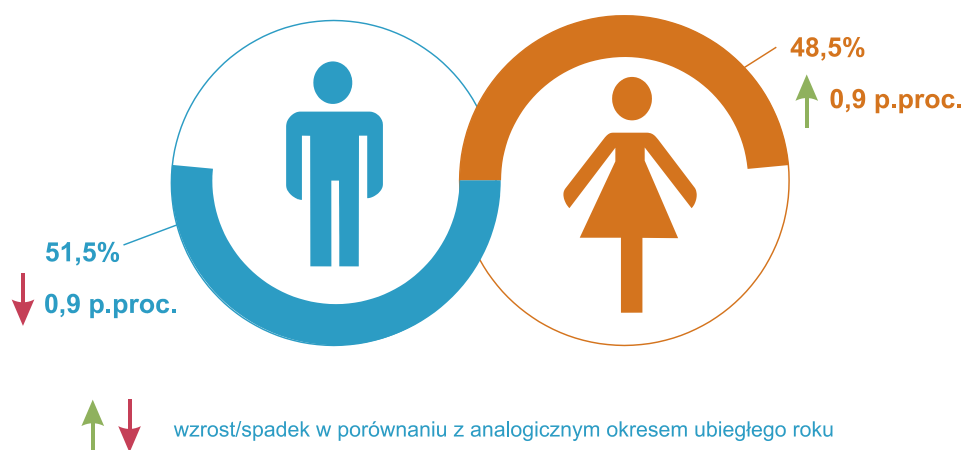 48,5%
0,9 p.proc.
51,5%
0,9 p.proc.
wzrost/spadek w porównaniu z analogicznym okresem ubiegłego roku